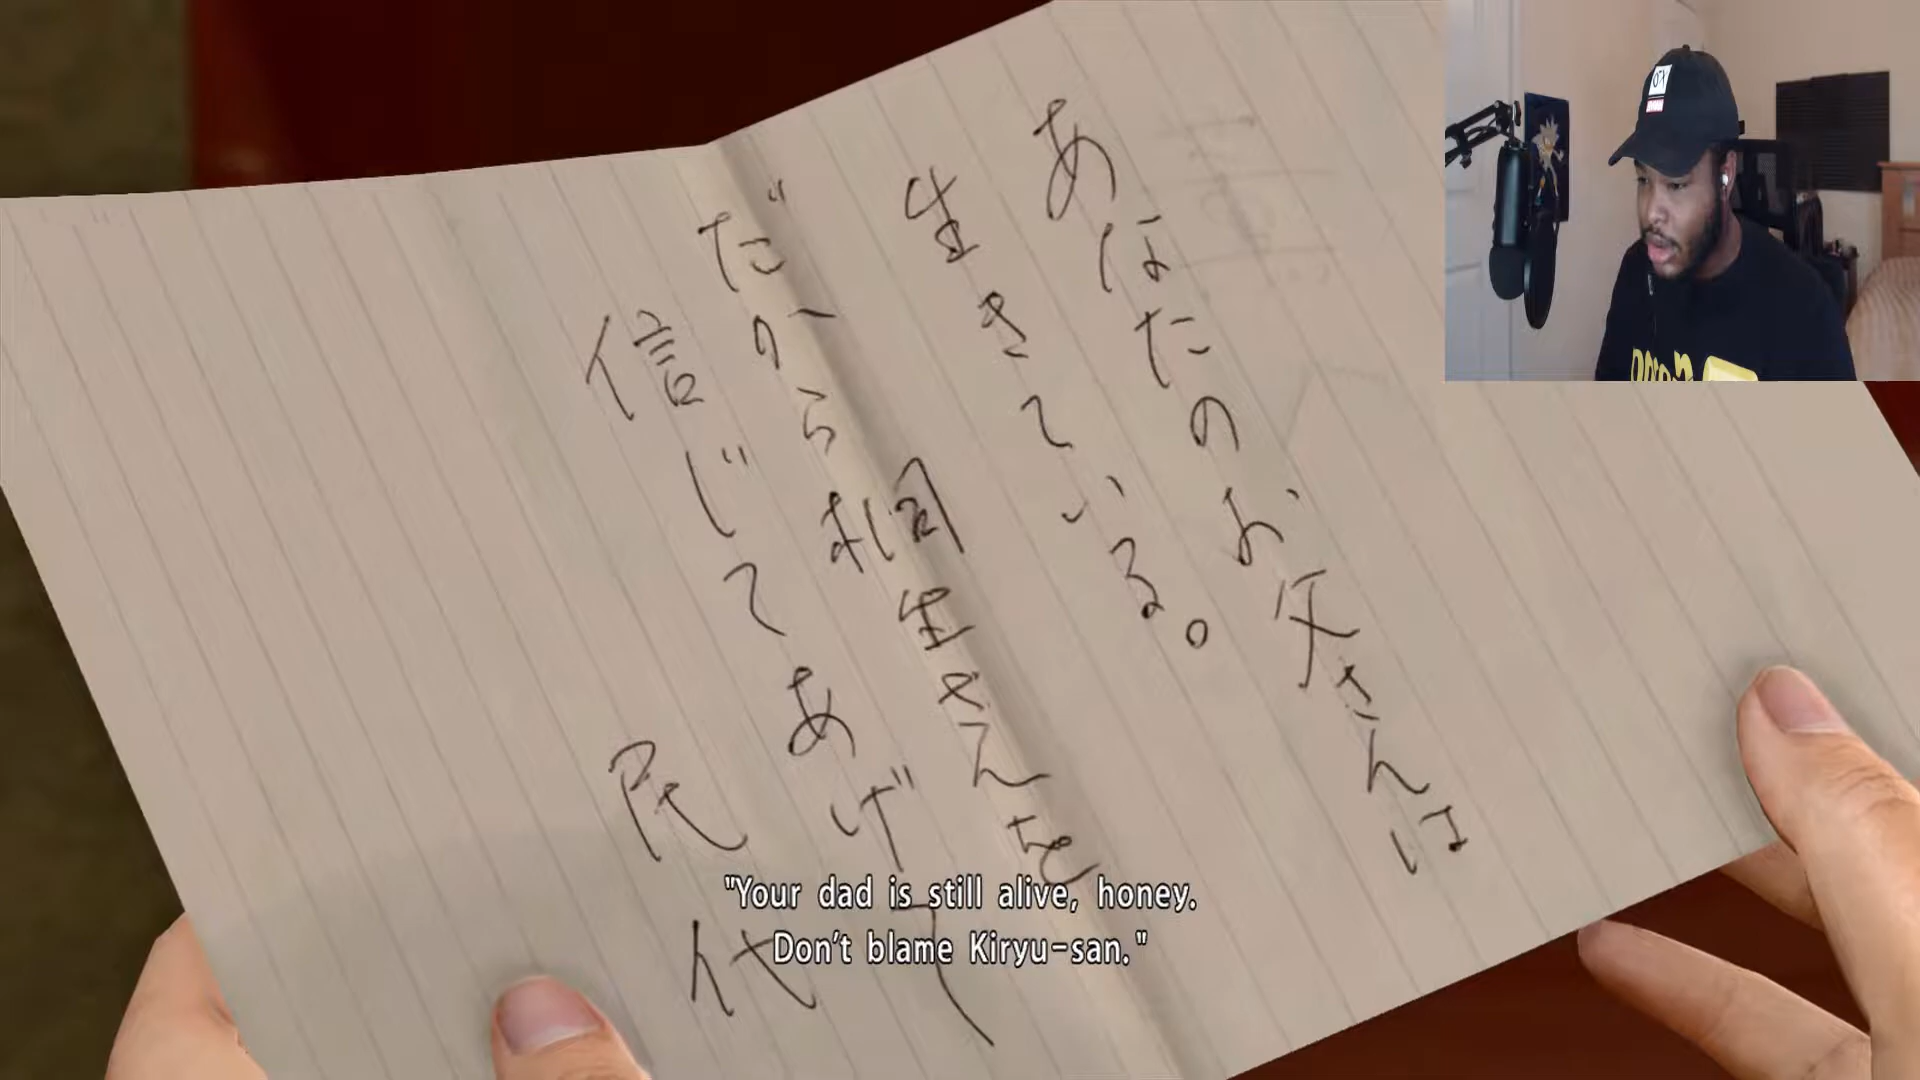 あなたのお父さんは
生きている。
だから桐生さんを
信じてあげて
民代
"Your dad is still alive, honey.
Don't blame Kiryu-san."